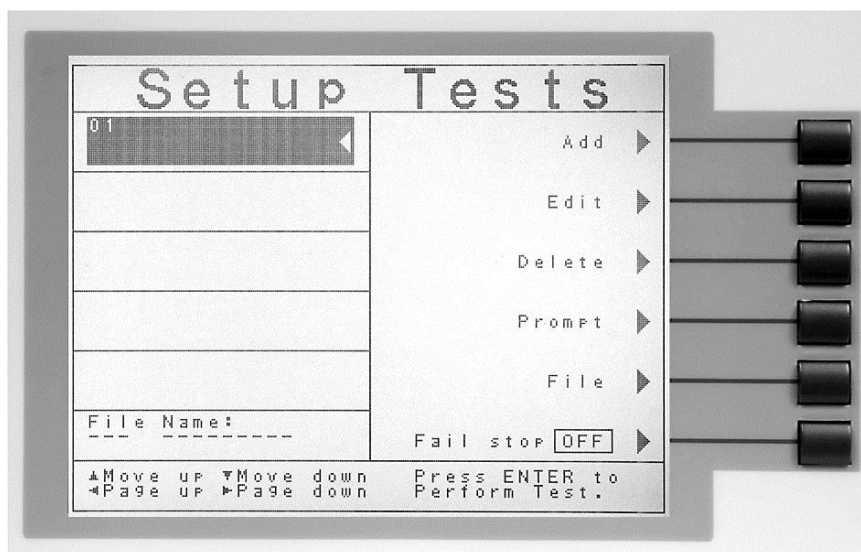 Setup Tests
01
Add
Edit
Delete
Prompt
File
File Name:
Fail stop OFF
▲Move up ▼Move down
◄Page up ►Page down
Press ENTER to
Perform Test.